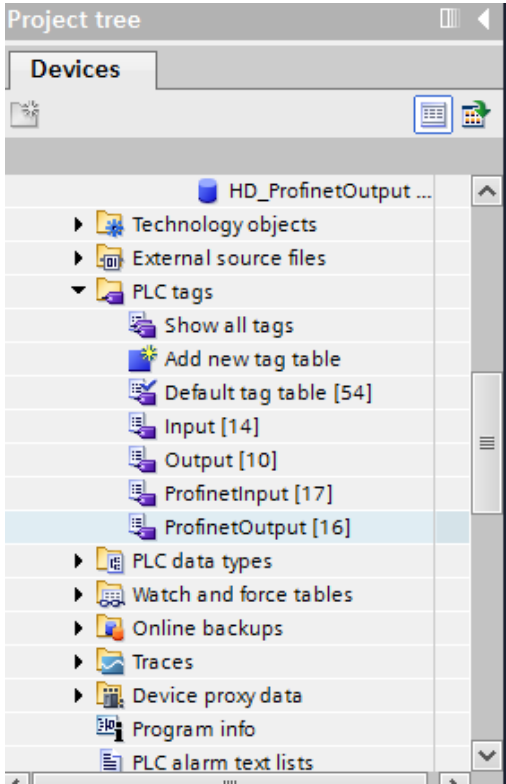 Project tree
Devices
HD_ProfinetOutput ...
Technology objects
External source files
PLC tags
Show all tags
Add new tag table
Default tag table [54]
Input [14]
Output [10]
ProfinetInput [17]
ProfinetOutput [16]
PLC data types
Watch and force tables
Online backups
Traces
Device proxy data
Program info
PLC alarm text lists